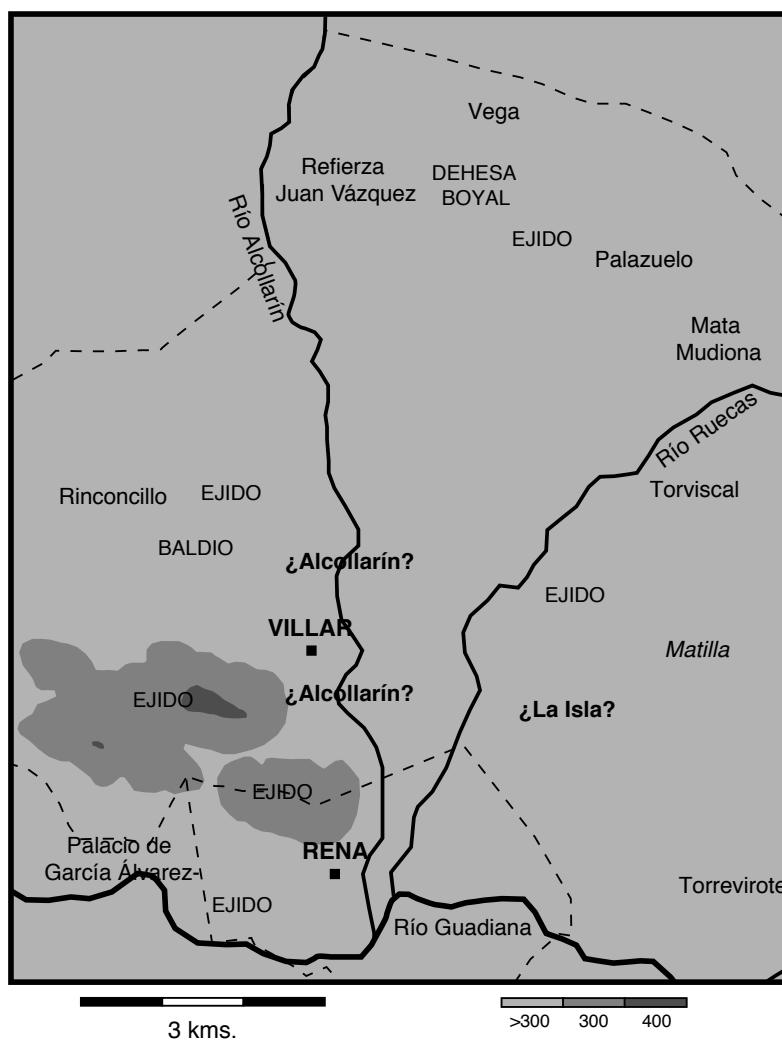 Vega
Refierza
Juan Vázquez
DEHESA
BOYAL
Río Alcollarín
EJIDO
Palazuelo
Mata
Mudiona
Río Ruecas
Torviscal
Rinconcillo
EJIDO
BALDIO
¿Alcollarín?
EJIDO
VILLAR
Matilla
EJIDO
¿Alcollarín?
¿La Isla?
EJIDO
Palacio de
García Álvarez-
RENA
Torrevirote
EJIDO
Río Guadiana
3 kms.
>300
300
400